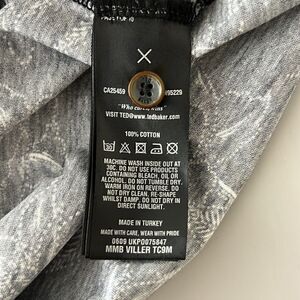 CA25459
VISIT TED@www.tedbaker.com
100% COTTON
MACHINE WASH INSIDE OUT AT
30C. DO NOT USE PRODUCTS
CONTAINING BLEACH, OIL OR
ALCOHOL. DO NOT TUMBLE DRY.
WARM IRON ON REVERSE. DO
NOT DRY CLEAN. RE-SHAPE
WHILST DAMP. DO NOT DRY IN
DIRECT SUNLIGHT.
MADE IN TURKEY
MADE WITH CARE, WEAR WITH PRIDE
0609 UKPO075847
MMB VILLER TC9M